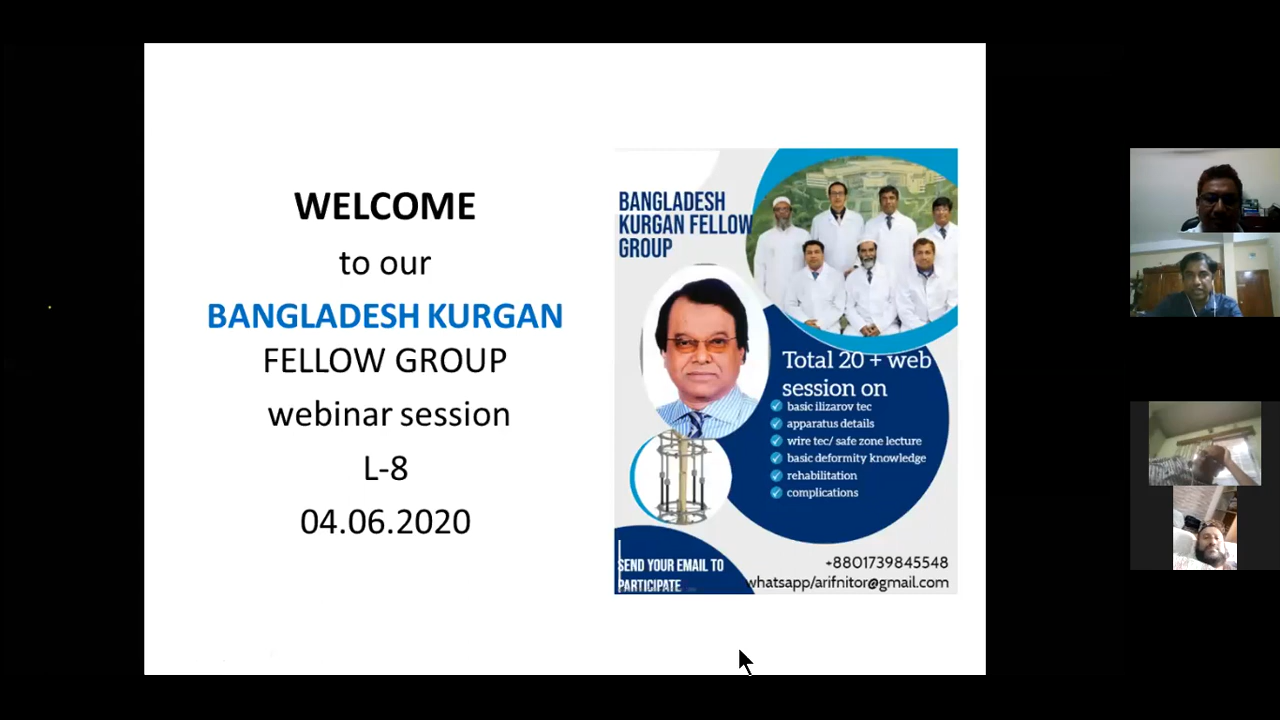 WELCOME
to our
BANGLADESH KURGAN
FELLOW GROUP
webinar session
L-8
04.06.2020
BANGLADESH
KURGAN FELLOW
GROUP
Total 20 + web
session on
basic ilizarov tec
apparatus details
wire tec/ safe zone lecture
basic deformity knowledge
rehabilitation
complications
SEND YOUR EMAIL TO
PARTICIPATE
+8801739845548
whatsapp/arifnitor@gmail.com